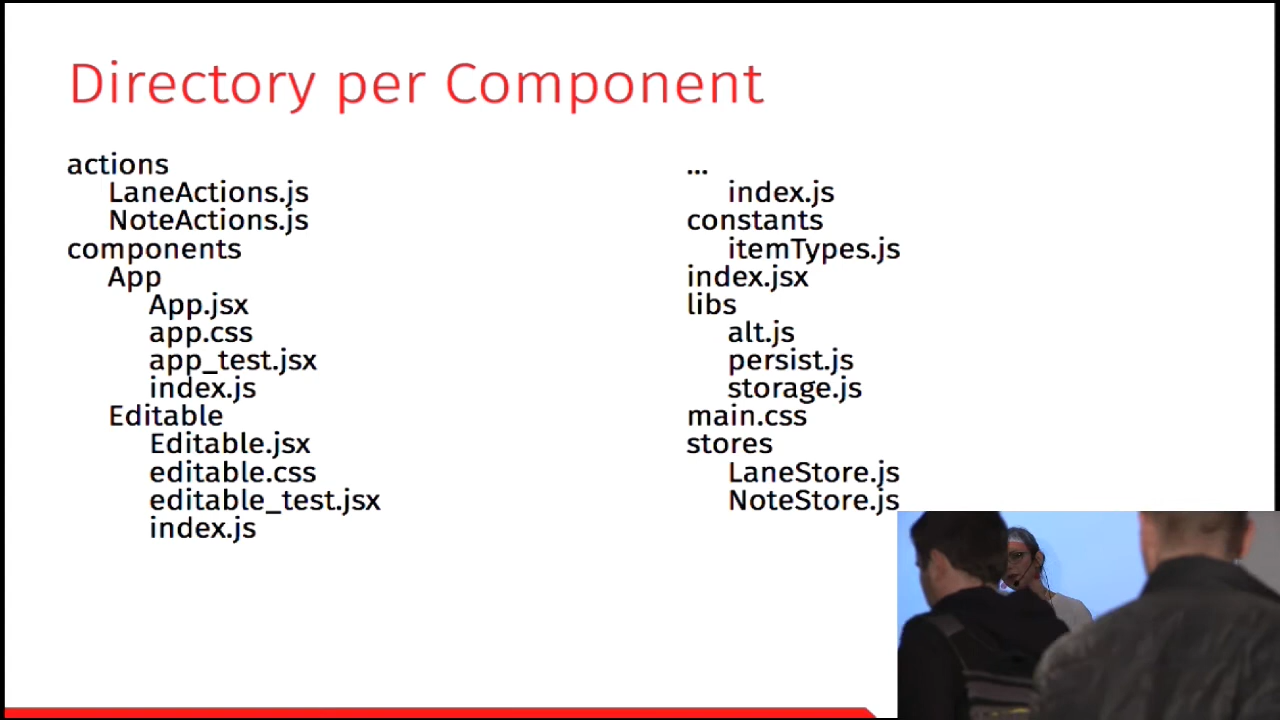 Directory per Component
actions
LaneActions.js
NoteActions.js
components
App
App.jsx
app.css
app_test.jsx
index.js
Editable
Editable.jsx
editable.css
editable_test.jsx
index.js
...
index.js
constants
itemTypes.js
index.jsx
libs
alt.js
persist.js
storage.js
main.css
stores
LaneStore.js
NoteStore.js